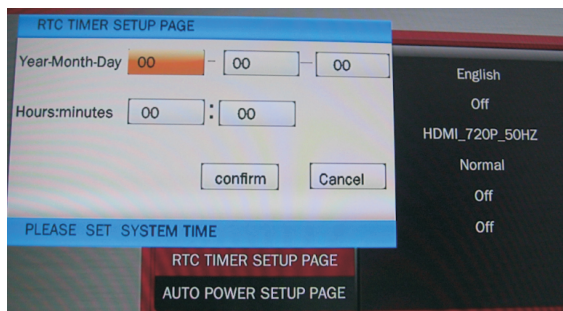 RTC TIMER SETUP PAGE
Year-Month-Day 00 - 00 - 00
Hours:minutes 00 : 00
confirm Cancel
PLEASE SET SYSTEM TIME
English
Off
HDMI_720P_50HZ
Normal
Off
Off
RTC TIMER SETUP PAGE
AUTO POWER SETUP PAGE